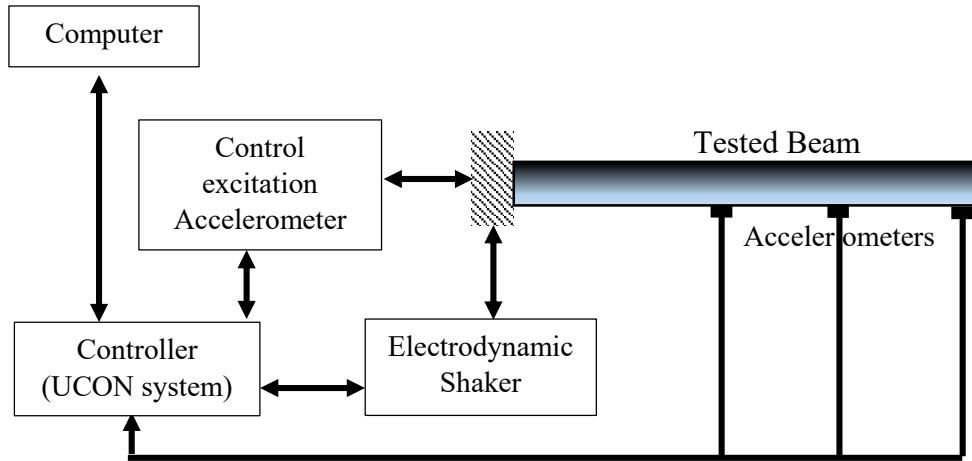 Computer
Control
excitation
Accelerometer
Tested Beam
Accelerometers
Controller
(UCON system)
Electrodynamic
Shaker